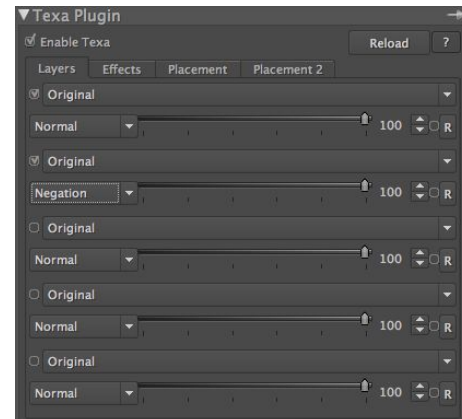 Texa Plugin
Enable Texa Reload ?
Layers Effects Placement Placement 2
Original
Normal 100 R
Original
Negation 100 R
Original
Normal 100 R
Original
Normal 100 R
Original
Normal 100 R